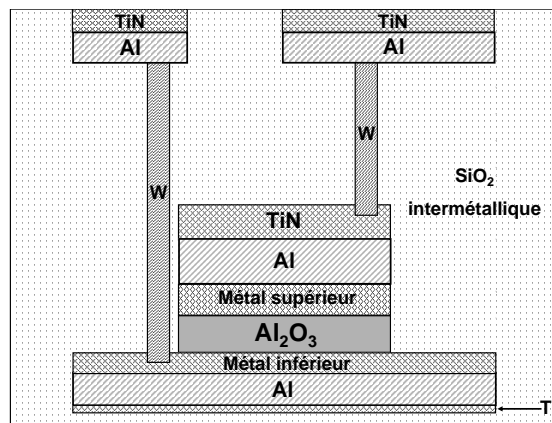 TiN
TiN
Al
Al
W
W
SiO₂
intermétallique
TiN
Al
Métal supérieur
Al₂O₃
Métal inférieur
Al
T